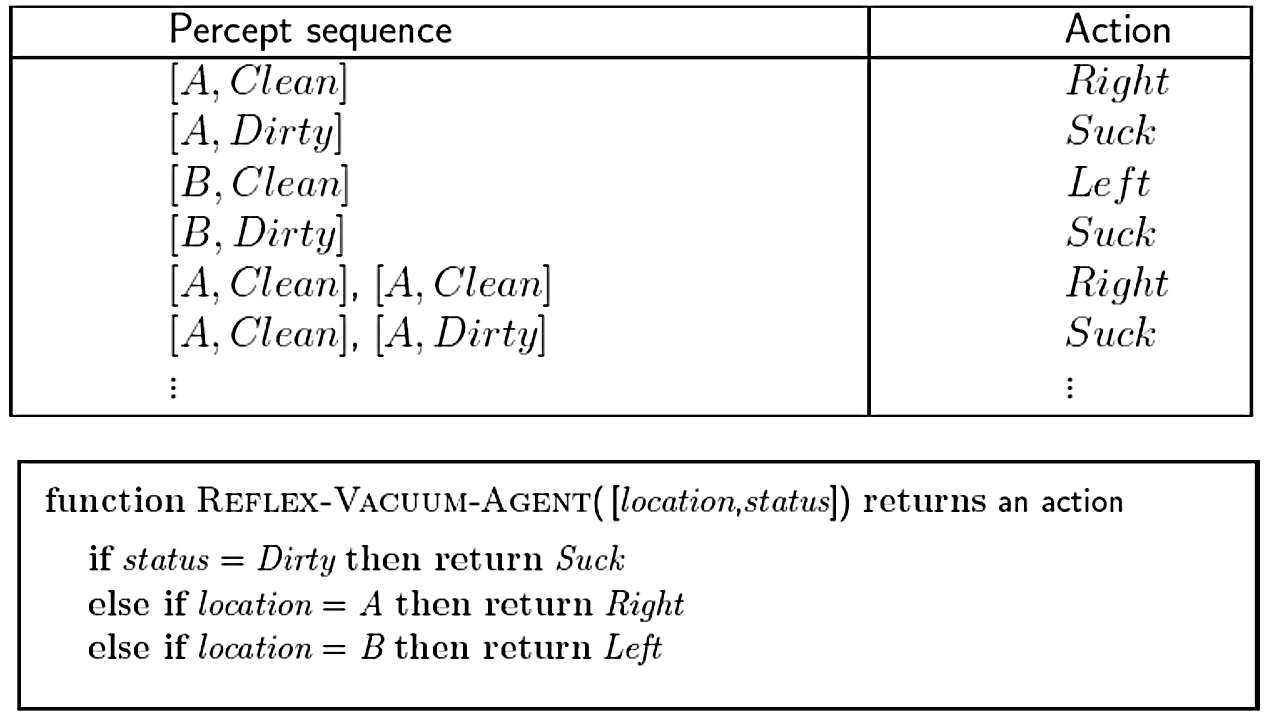 Percept sequence Action
[A, Clean] Right
[A, Dirty] Suck
[B, Clean] Left
[B, Dirty] Suck
[A, Clean], [A, Clean] Right
[A, Clean], [A, Dirty] Suck
⋮ ⋮
function REFLEX-VACUUM-AGENT([location,status]) returns an action
if status = Dirty then return Suck
else if location = A then return Right
else if location = B then return Left